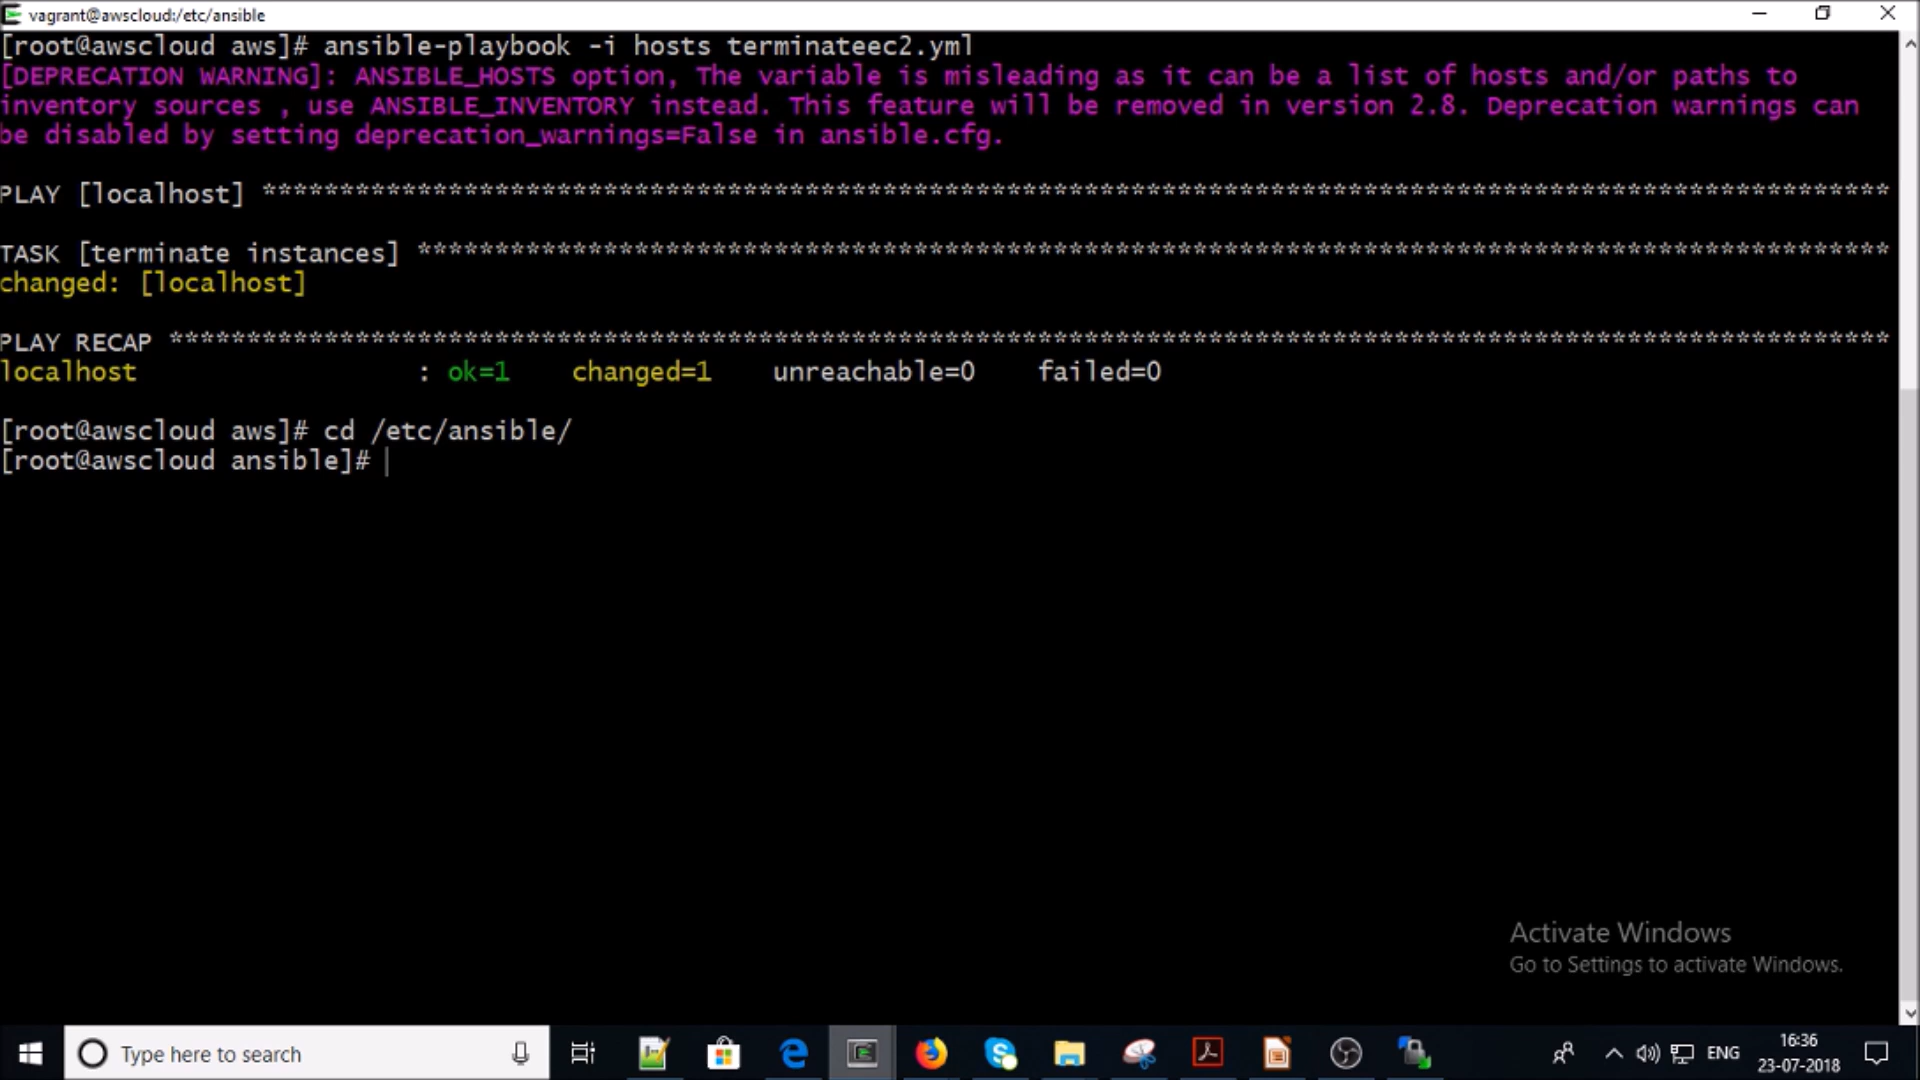 vagrant@awscloud:/etc/ansible
[root@awscloud aws]# ansible-playbook -i hosts terminateec2.yml
[DEPRECATION WARNING]: ANSIBLE_HOSTS option, The variable is misleading as it can be a list of hosts and/or paths to
inventory sources , use ANSIBLE_INVENTORY instead. This feature will be removed in version 2.8. Deprecation warnings can
be disabled by setting deprecation_warnings=False in ansible.cfg.
PLAY [localhost] *********************************************************************************************************
TASK [terminate instances] ***********************************************************************************************
changed: [localhost]
PLAY RECAP ***************************************************************************************************************
localhost : ok=1 changed=1 unreachable=0 failed=0
[root@awscloud aws]# cd /etc/ansible/
[root@awscloud ansible]#
Activate Windows
Go to Settings to activate Windows.
Type here to search
ENG
16:36
23-07-2018